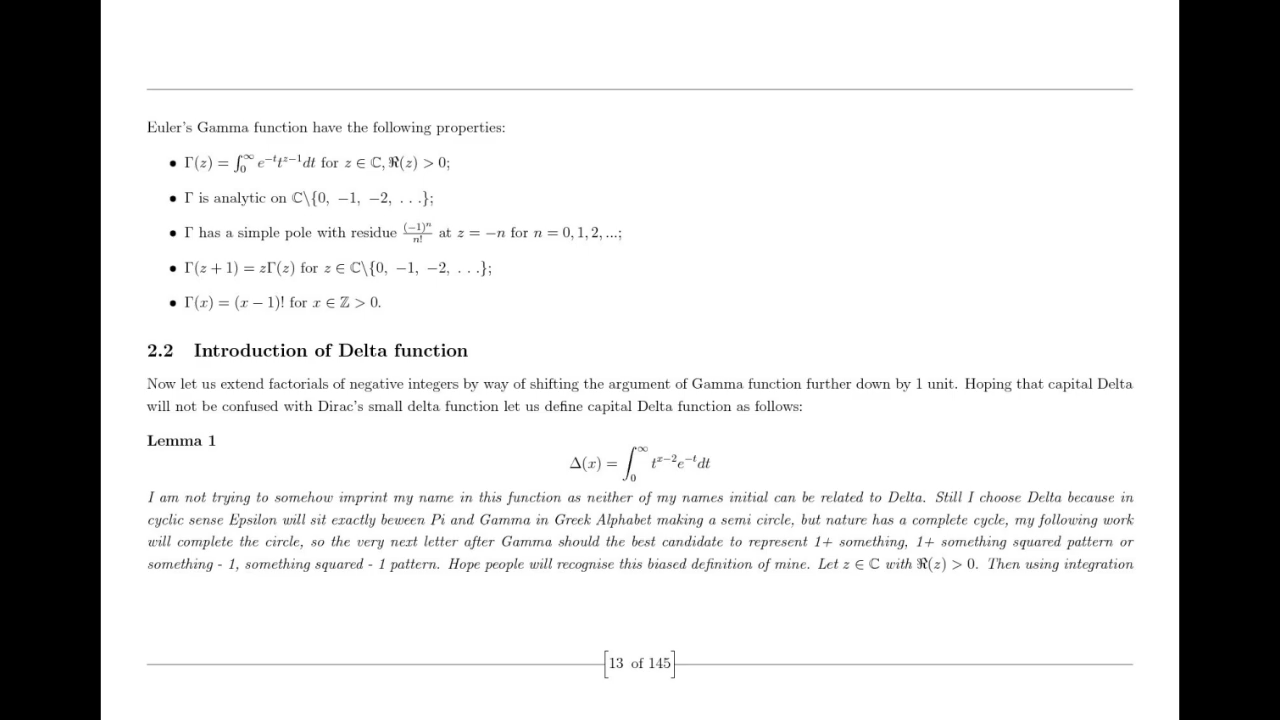 Euler's Gamma function have the following properties:
• Γ(z) = ∫₀^∞ e^{−t}t^{z−1}dt for z ∈ ℂ, ℜ(z) > 0;
• Γ is analytic on ℂ\{0, −1, −2, . . .};
• Γ has a simple pole with residue (−1)^n/n! at z = −n for n = 0, 1, 2, ...;
• Γ(z + 1) = zΓ(z) for z ∈ ℂ\{0, −1, −2, . . .};
• Γ(x) = (x − 1)! for x ∈ ℤ > 0.
2.2 Introduction of Delta function
Now let us extend factorials of negative integers by way of shifting the argument of Gamma function further down by 1 unit. Hoping that capital Delta
will not be confused with Dirac's small delta function let us define capital Delta function as follows:
Lemma 1
Δ(x) = ∫₀^∞ t^{x−2}e^{−t}dt
I am not trying to somehow imprint my name in this function as neither of my names initial can be related to Delta. Still I choose Delta because in
cyclic sense Epsilon will sit exactly beween Pi and Gamma in Greek Alphabet making a semi circle, but nature has a complete cycle, my following work
will complete the circle, so the very next letter after Gamma should the best candidate to represent 1+ something, 1+ something squared pattern or
something - 1, something squared - 1 pattern. Hope people will recognise this biased definition of mine. Let z ∈ ℂ with ℜ(z) > 0. Then using integration
[13 of 145]